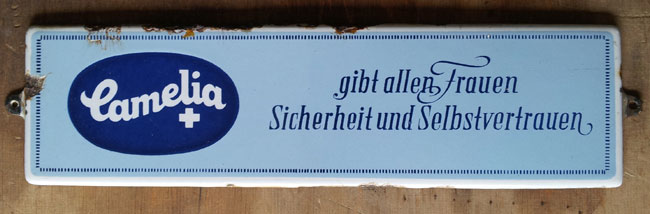 Camelia
gibt allen Frauen
Sicherheit und Selbstvertrauen